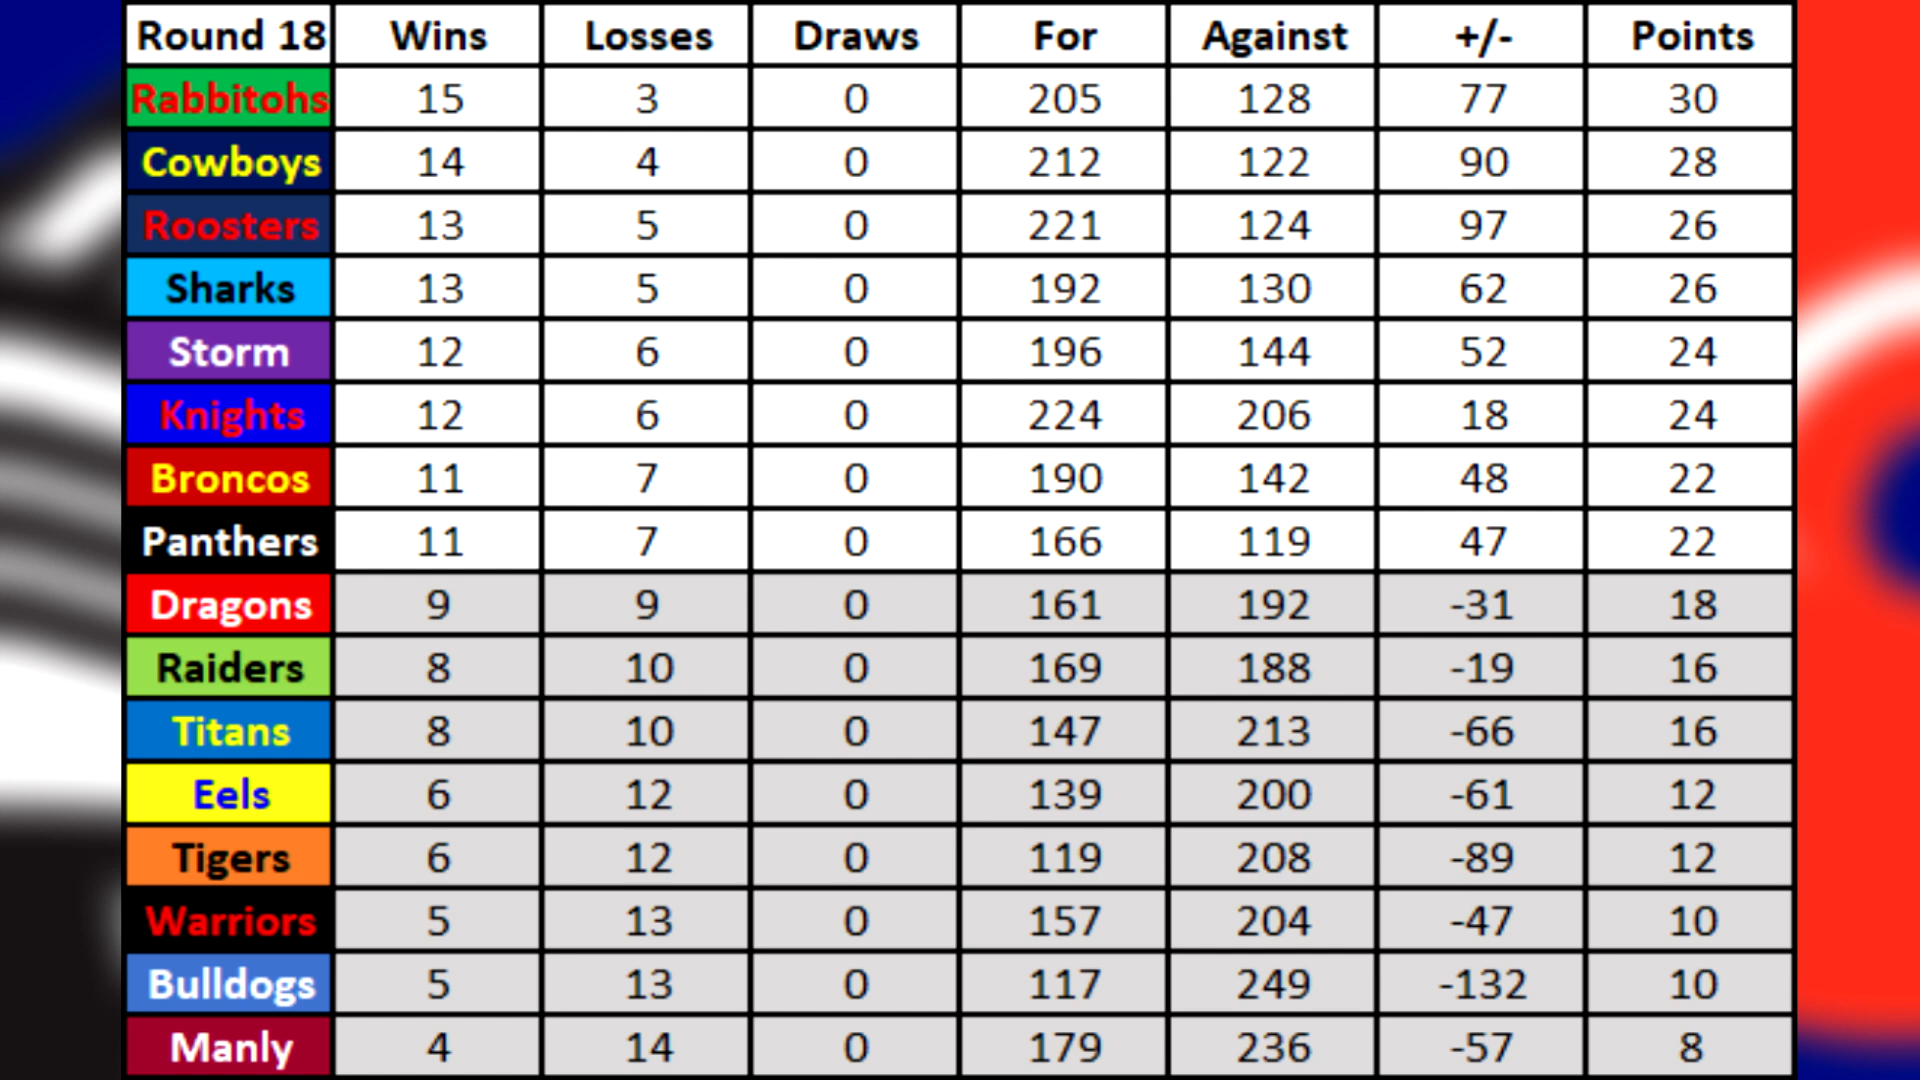 Round 18 Wins Losses Draws For Against +/- Points
Rabbitohs 15 3 0 205 128 77 30
Cowboys 14 4 0 212 122 90 28
Roosters 13 5 0 221 124 97 26
Sharks 13 5 0 192 130 62 26
Storm 12 6 0 196 144 52 24
Knights 12 6 0 224 206 18 24
Broncos 11 7 0 190 142 48 22
Panthers 11 7 0 166 119 47 22
Dragons 9 9 0 161 192 -31 18
Raiders 8 10 0 169 188 -19 16
Titans 8 10 0 147 213 -66 16
Eels 6 12 0 139 200 -61 12
Tigers 6 12 0 119 208 -89 12
Warriors 5 13 0 157 204 -47 10
Bulldogs 5 13 0 117 249 -132 10
Manly 4 14 0 179 236 -57 8